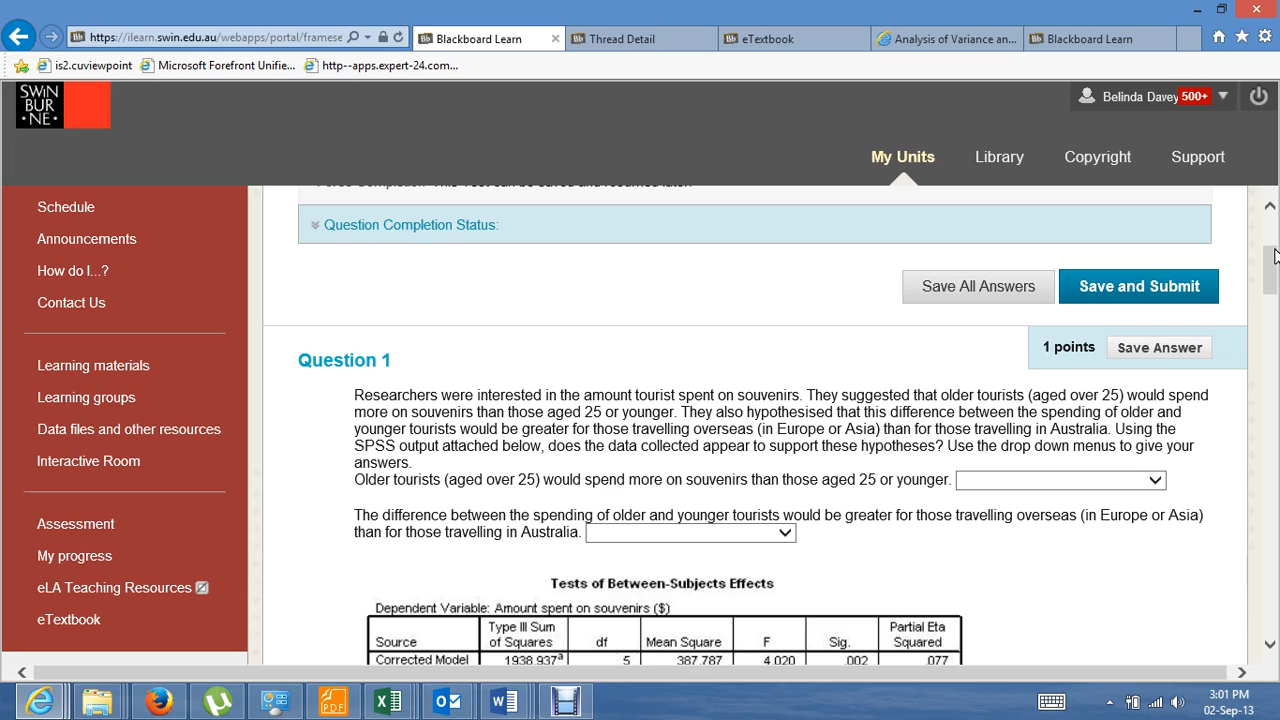 https://ilearn.swin.edu.au/webapps/portal/framese
Blackboard Learn
Thread Detail
eTextbook
Analysis of Variance an...
Blackboard Learn
is2.cuviewpoint
Microsoft Forefront Unifie...
http--apps.expert-24.com...
SWIN
BUR
•NE•
Belinda Davey 500+
My Units
Library
Copyright
Support
Schedule
Announcements
How do I...?
Contact Us
Learning materials
Learning groups
Data files and other resources
Interactive Room
Assessment
My progress
eLA Teaching Resources
eTextbook
Question Completion Status:
Save All Answers
Save and Submit
1 points
Save Answer
Question 1
Researchers were interested in the amount tourist spent on souvenirs. They suggested that older tourists (aged over 25) would spend
more on souvenirs than those aged 25 or younger. They also hypothesised that this difference between the spending of older and
younger tourists would be greater for those travelling overseas (in Europe or Asia) than for those travelling in Australia. Using the
SPSS output attached below, does the data collected appear to support these hypotheses? Use the drop down menus to give your
answers.
Older tourists (aged over 25) would spend more on souvenirs than those aged 25 or younger.
The difference between the spending of older and younger tourists would be greater for those travelling overseas (in Europe or Asia)
than for those travelling in Australia.
Tests of Between-Subjects Effects
Dependent Variable: Amount spent on souvenirs ($)
Source Type III Sum of Squares df Mean Square F Sig. Partial Eta Squared
Corrected Model 1938.937a 5 387.787 4.020 .002 .077
3:01 PM
02-Sep-13